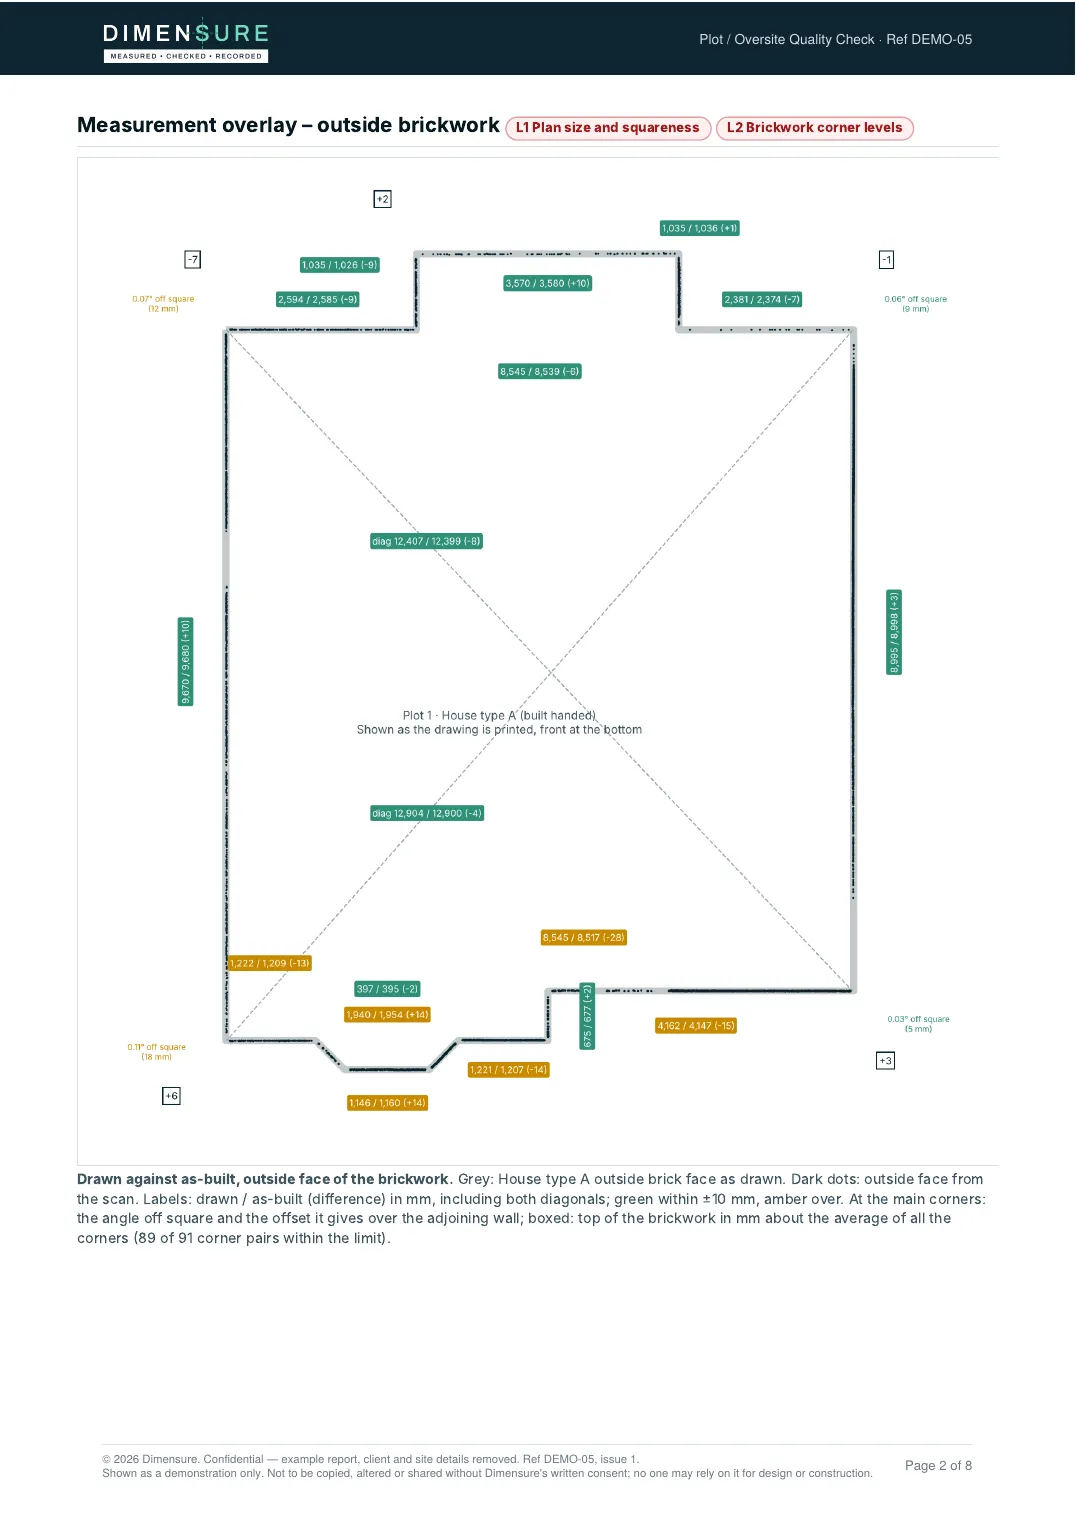 DIMENSURE
MEASURED • CHECKED • RECORDED
Plot / Oversite Quality Check · Ref DEMO-05
Measurement overlay – outside brickwork
L1 Plan size and squareness
L2 Brickwork corner levels
+2
1,035 / 1,036 (+1)
-7
1,035 / 1,026 (-9)
-1
3,570 / 3,580 (+10)
0.07° off square
(12 mm)
2,594 / 2,585 (-9)
2,381 / 2,374 (-7)
0.06° off square
(9 mm)
8,545 / 8,539 (-6)
diag 12,407 / 12,399 (-8)
9,670 / 9,680 (+10)
8,995 / 8,998 (+3)
Plot 1 · House type A (built handed)
Shown as the drawing is printed, front at the bottom
diag 12,904 / 12,900 (-4)
8,545 / 8,517 (-28)
1,222 / 1,209 (-13)
397 / 395 (-2)
1,940 / 1,954 (+14)
675 / 677 (+2)
4,162 / 4,147 (-15)
0.03° off square
(5 mm)
0.11° off square
(18 mm)
1,221 / 1,207 (-14)
+3
+6
1,146 / 1,160 (+14)
Drawn against as-built, outside face of the brickwork. Grey: House type A outside brick face as drawn. Dark dots: outside face from
the scan. Labels: drawn / as-built (difference) in mm, including both diagonals; green within ±10 mm, amber over. At the main corners:
the angle off square and the offset it gives over the adjoining wall; boxed: top of the brickwork in mm about the average of all the
corners (89 of 91 corner pairs within the limit).
© 2026 Dimensure. Confidential — example report, client and site details removed. Ref DEMO-05, issue 1.
Shown as a demonstration only. Not to be copied, altered or shared without Dimensure's written consent; no one may rely on it for design or construction.
Page 2 of 8